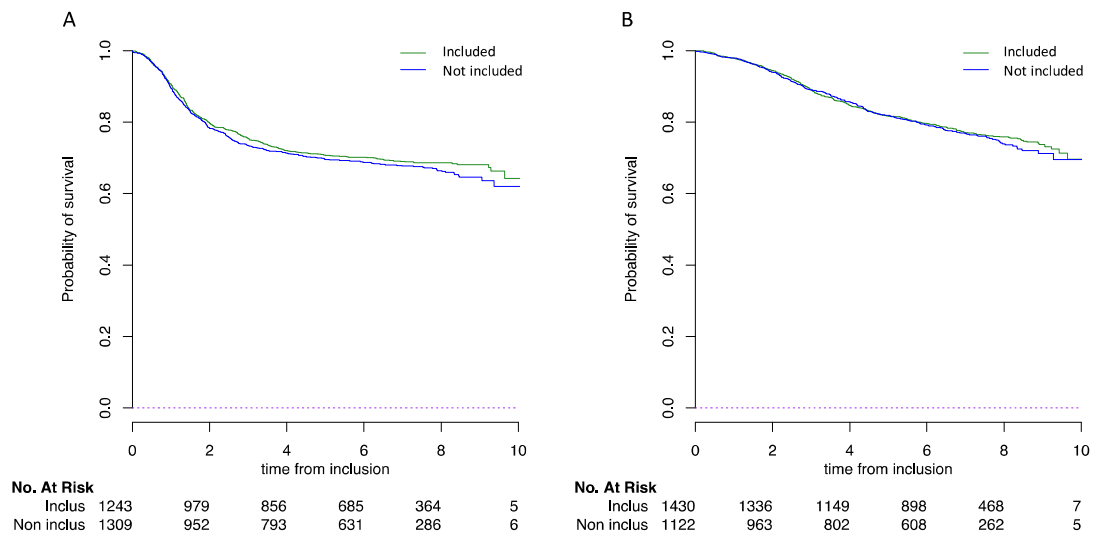 A
1.0
0.8
0.6
0.4
0.2
0.0
Probability of survival
Included
Not included
0 2 4 6 8 10
time from inclusion
No. At Risk
Inclus 1243 979 856 685 364 5
Non inclus 1309 952 793 631 286 6
B
1.0
0.8
0.6
0.4
0.2
0.0
Probability of survival
Included
Not included
0 2 4 6 8 10
time from inclusion
No. At Risk
Inclus 1430 1336 1149 898 468 7
Non inclus 1122 963 802 608 262 5